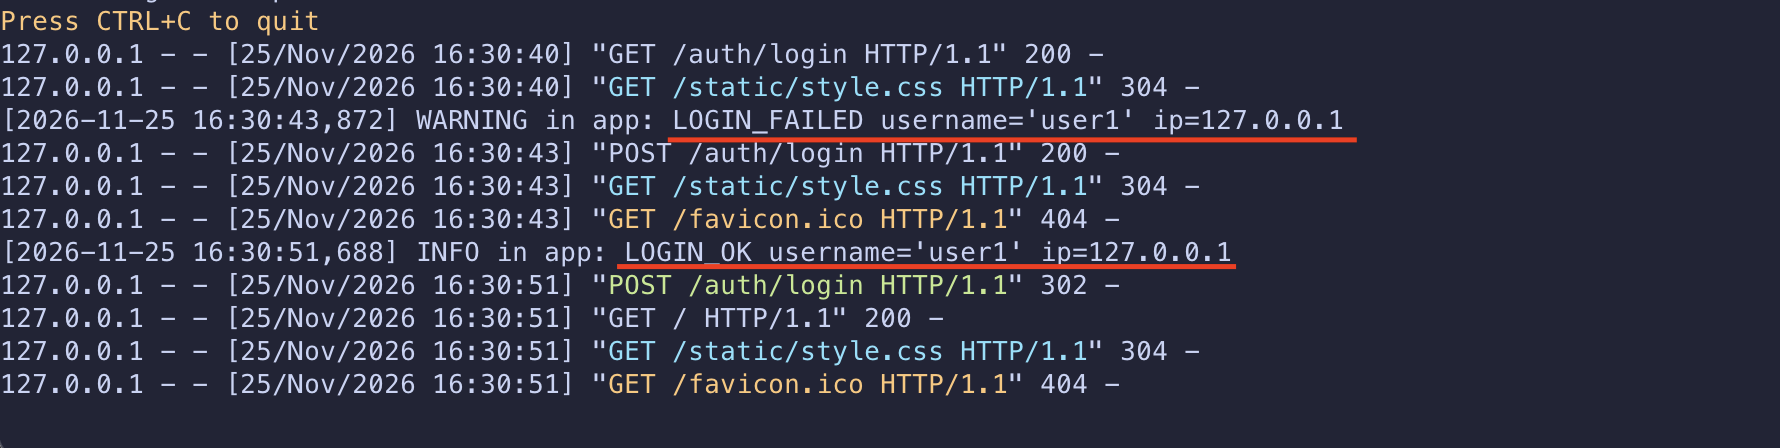 Press CTRL+C to quit
127.0.0.1 - - [25/Nov/2026 16:30:40] "GET /auth/login HTTP/1.1" 200 -
127.0.0.1 - - [25/Nov/2026 16:30:40] "GET /static/style.css HTTP/1.1" 304 -
[2026-11-25 16:30:43,872] WARNING in app: LOGIN_FAILED username='user1' ip=127.0.0.1
127.0.0.1 - - [25/Nov/2026 16:30:43] "POST /auth/login HTTP/1.1" 200 -
127.0.0.1 - - [25/Nov/2026 16:30:43] "GET /static/style.css HTTP/1.1" 304 -
127.0.0.1 - - [25/Nov/2026 16:30:43] "GET /favicon.ico HTTP/1.1" 404 -
[2026-11-25 16:30:51,688] INFO in app: LOGIN_OK username='user1' ip=127.0.0.1
127.0.0.1 - - [25/Nov/2026 16:30:51] "POST /auth/login HTTP/1.1" 302 -
127.0.0.1 - - [25/Nov/2026 16:30:51] "GET / HTTP/1.1" 200 -
127.0.0.1 - - [25/Nov/2026 16:30:51] "GET /static/style.css HTTP/1.1" 304 -
127.0.0.1 - - [25/Nov/2026 16:30:51] "GET /favicon.ico HTTP/1.1" 404 -